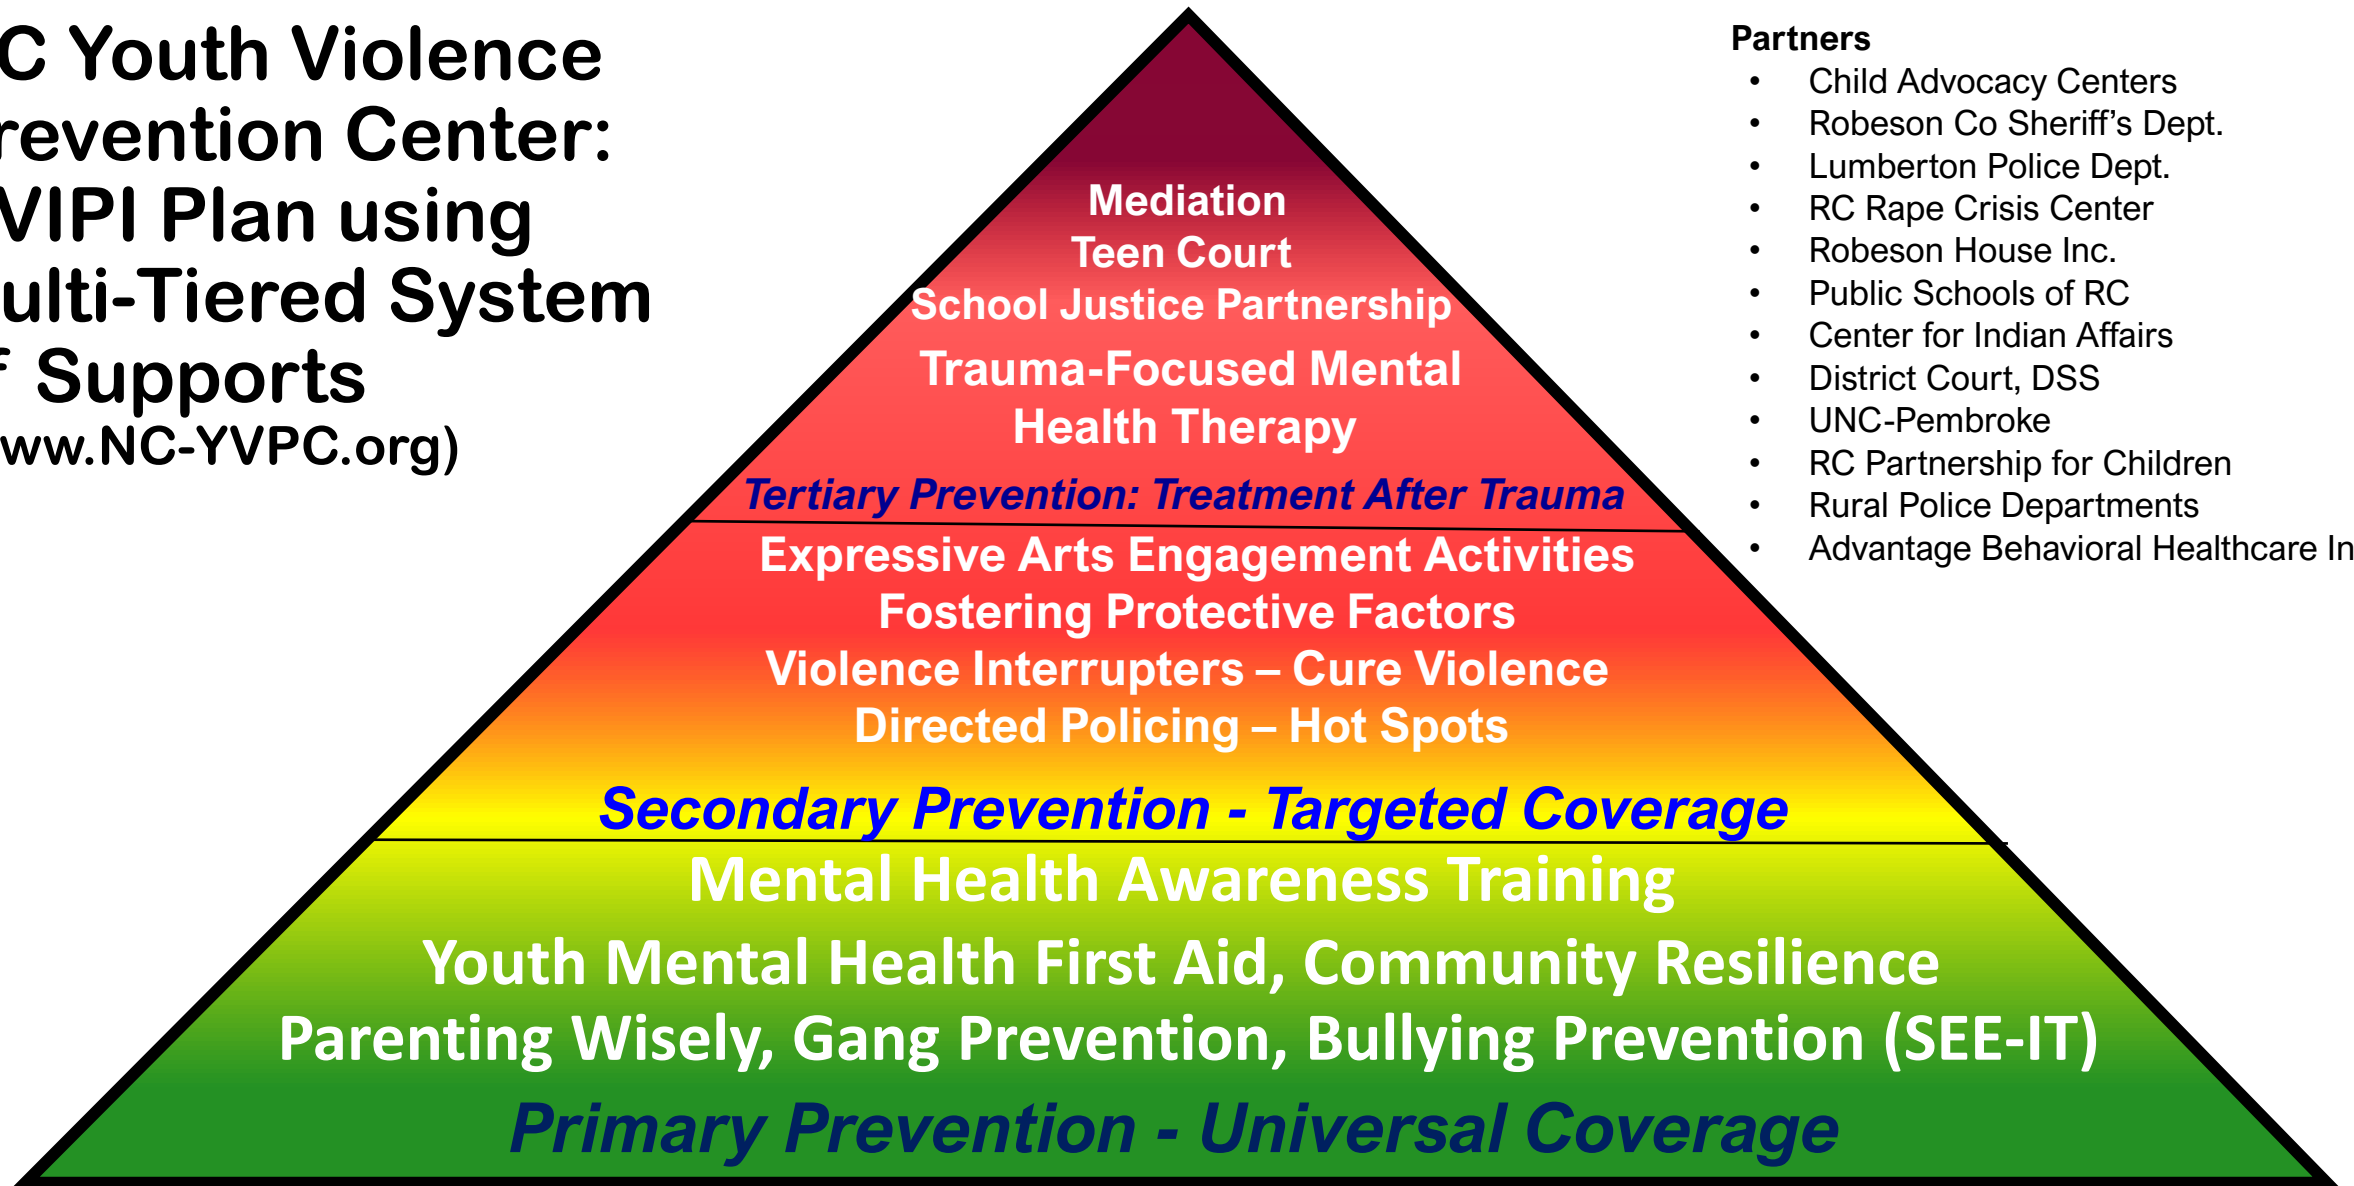 C Youth Violence
revention Center:
VIPI Plan using
ulti-Tiered System
f Supports
ww.NC-YVPC.org)
Mediation
Teen Court
School Justice Partnership
Trauma-Focused Mental
Health Therapy
Tertiary Prevention: Treatment After Trauma
Expressive Arts Engagement Activities
Fostering Protective Factors
Violence Interrupters – Cure Violence
Directed Policing – Hot Spots
Secondary Prevention - Targeted Coverage
Mental Health Awareness Training
Youth Mental Health First Aid, Community Resilience
Parenting Wisely, Gang Prevention, Bullying Prevention (SEE-IT)
Primary Prevention - Universal Coverage
Partners
• Child Advocacy Centers
• Robeson Co Sheriff’s Dept.
• Lumberton Police Dept.
• RC Rape Crisis Center
• Robeson House Inc.
• Public Schools of RC
• Center for Indian Affairs
• District Court, DSS
• UNC-Pembroke
• RC Partnership for Children
• Rural Police Departments
• Advantage Behavioral Healthcare In